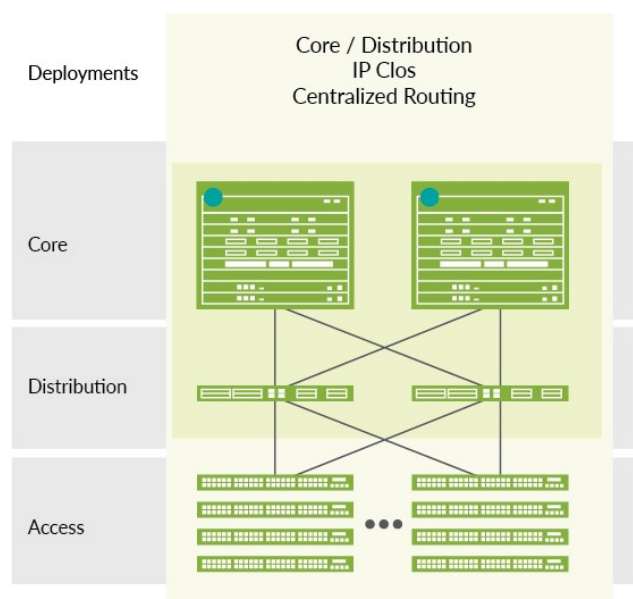 Deployments
Core / Distribution
IP Clos
Centralized Routing
Core
Distribution
Access